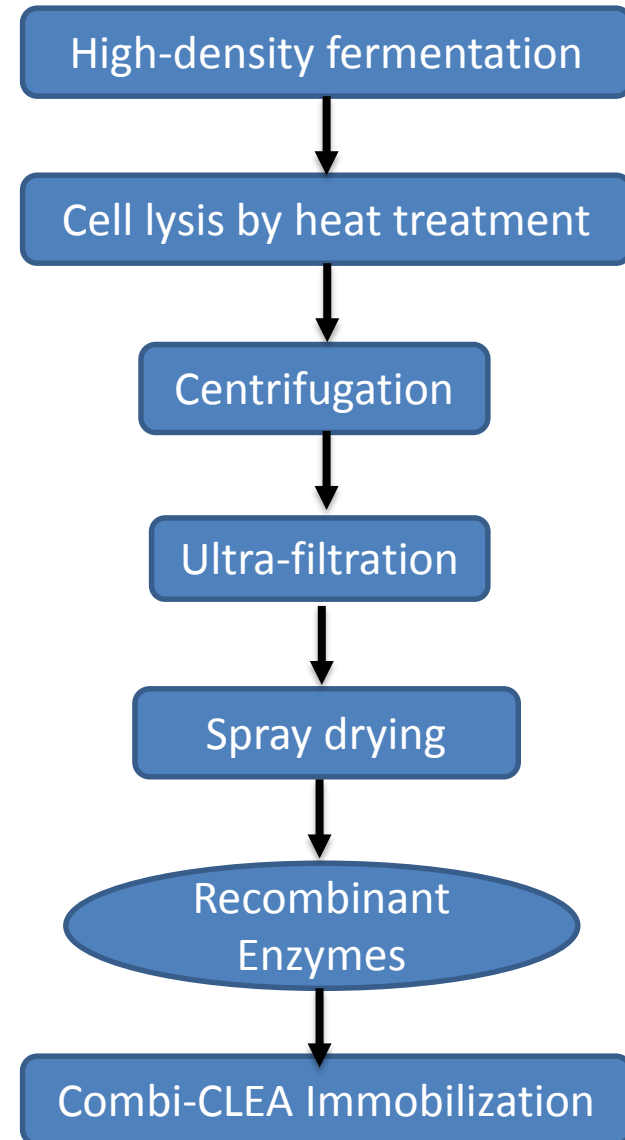 High-density fermentation
Cell lysis by heat treatment
Centrifugation
Ultra-filtration
Spray drying
Recombinant
Enzymes
Combi-CLEA Immobilization